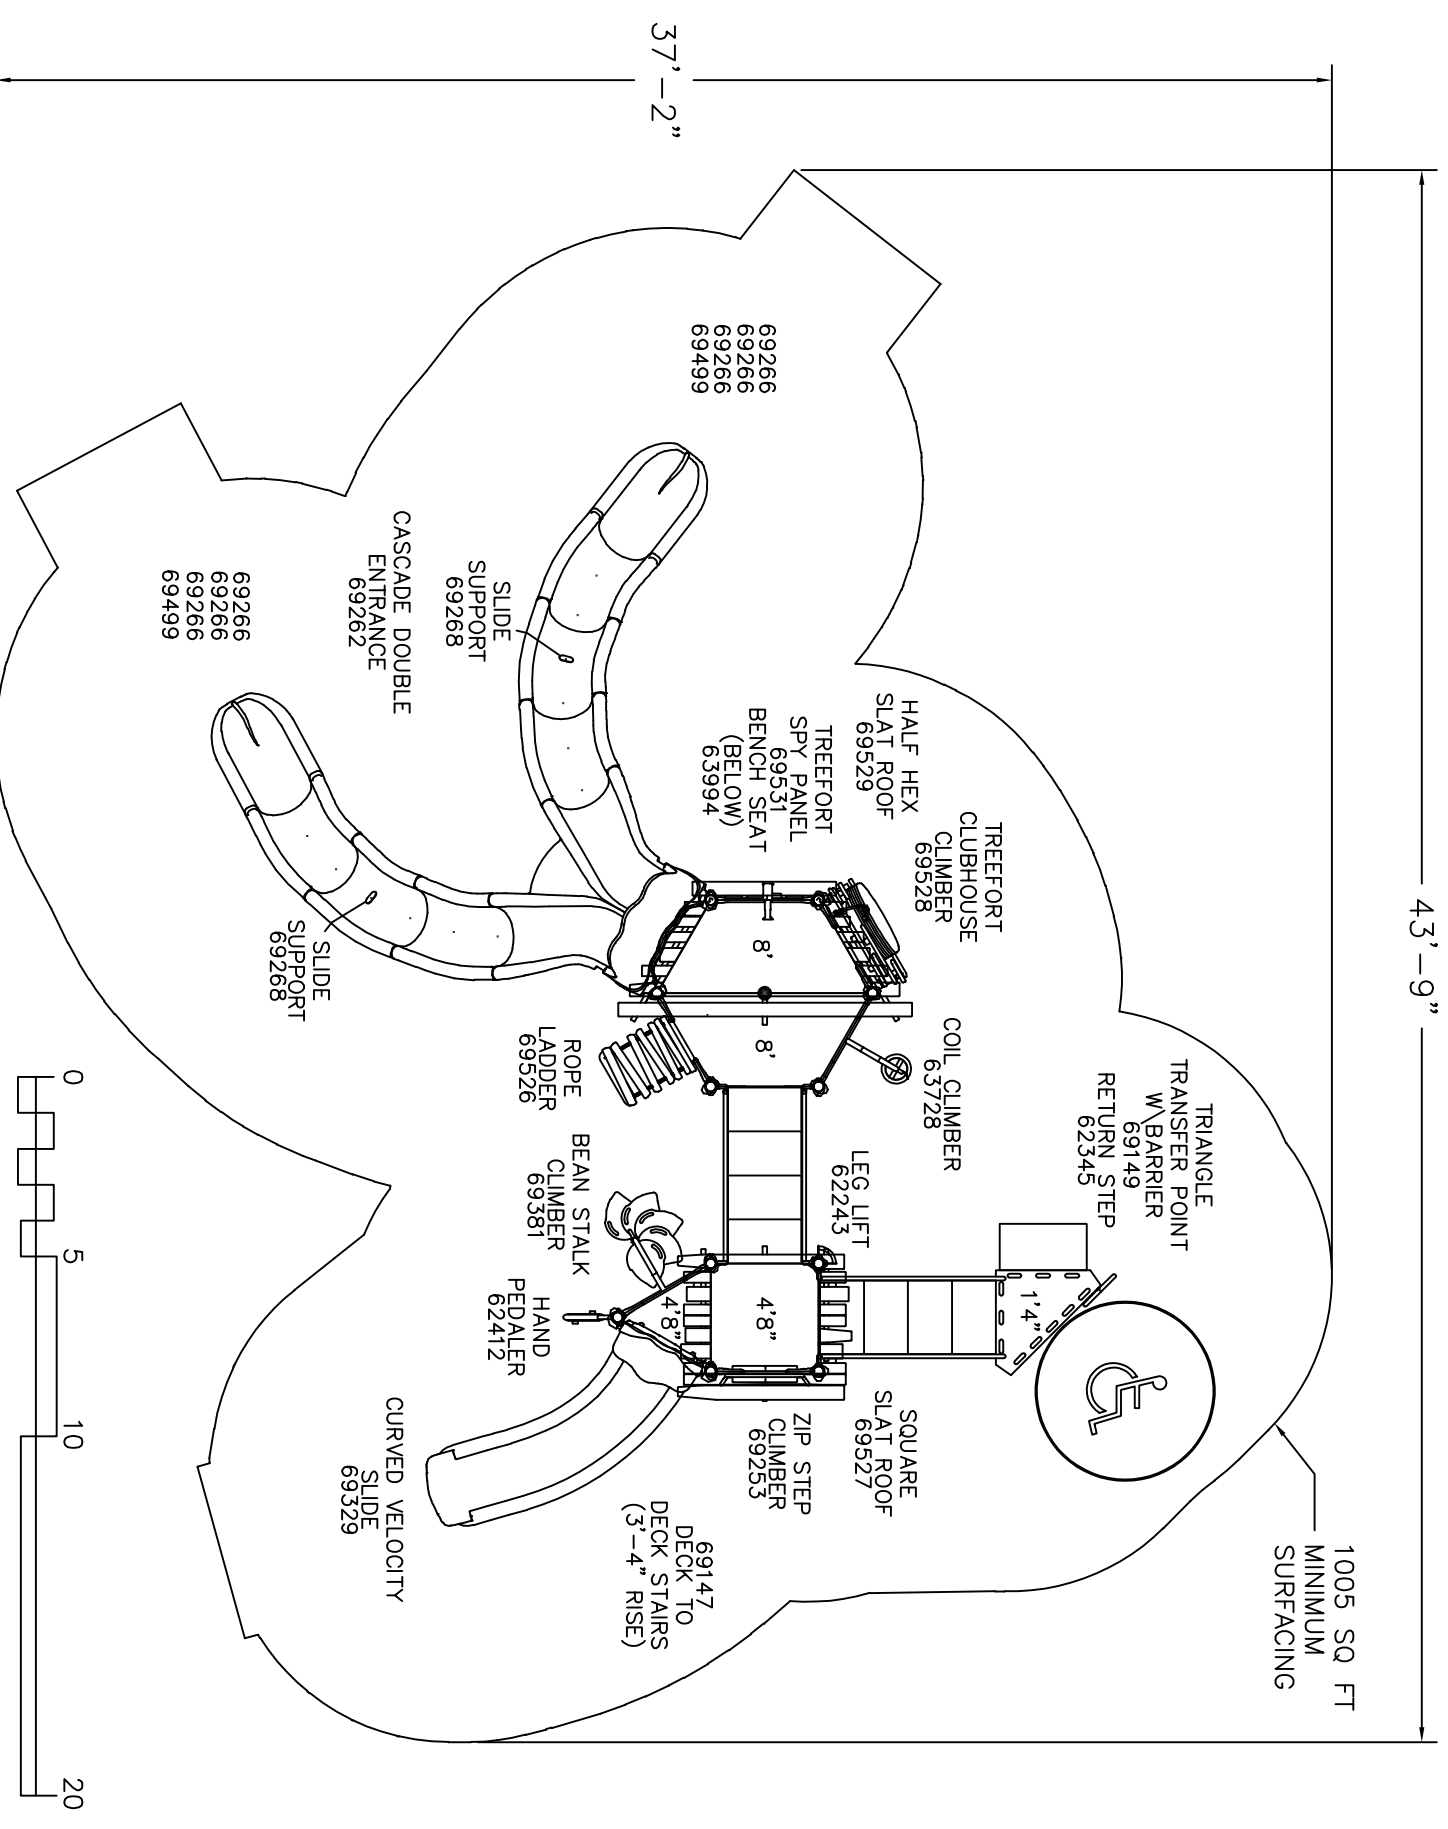 43'-9"
37'-2"
1005 SQ FT
MINIMUM
SURFACING
TRIANGLE
TRANSFER POINT
W\BARRIER
69149
RETURN STEP
62345
1'4"
TREEFORT
CLUBHOUSE
CLIMBER
69528
COIL CLIMBER
63728
HALF HEX
SLAT ROOF
69529
LEG LIFT
62243
SQUARE
SLAT ROOF
69527
TREEFORT
SPY PANEL
69531
BENCH SEAT
(BELOW)
63994
69266
69266
69266
69499
8'
8'
4'8"
4'8"
ZIP STEP
CLIMBER
69253
69147
DECK TO
DECK STAIRS
(3'-4" RISE)
SLIDE
SUPPORT
69268
ROPE
LADDER
69526
BEAN STALK
CLIMBER
69381
HAND
PEDALER
62412
CASCADE DOUBLE
ENTRANCE
69262
CURVED VELOCITY
SLIDE
69329
SLIDE
SUPPORT
69268
69266
69266
69266
69499
0
5
10
20